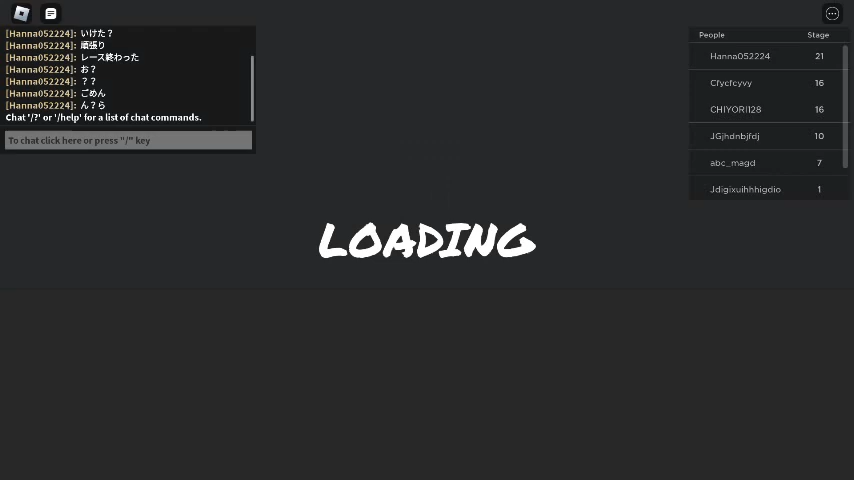 [Hanna052224]: いけた？
[Hanna052224]: 頑張り
[Hanna052224]: レース終わった
[Hanna052224]: お？
[Hanna052224]: ？？
[Hanna052224]: ごめん
[Hanna052224]: ん？ら
Chat '/?' or '/help' for a list of chat commands.
To chat click here or press "/" key
People Stage
Hanna052224 21
Cfycfcyvy 16
CHIYORI128 16
JGjhdnbjfdj 10
abc_magd 7
Jdigixuihhhigdio 1
LOADING